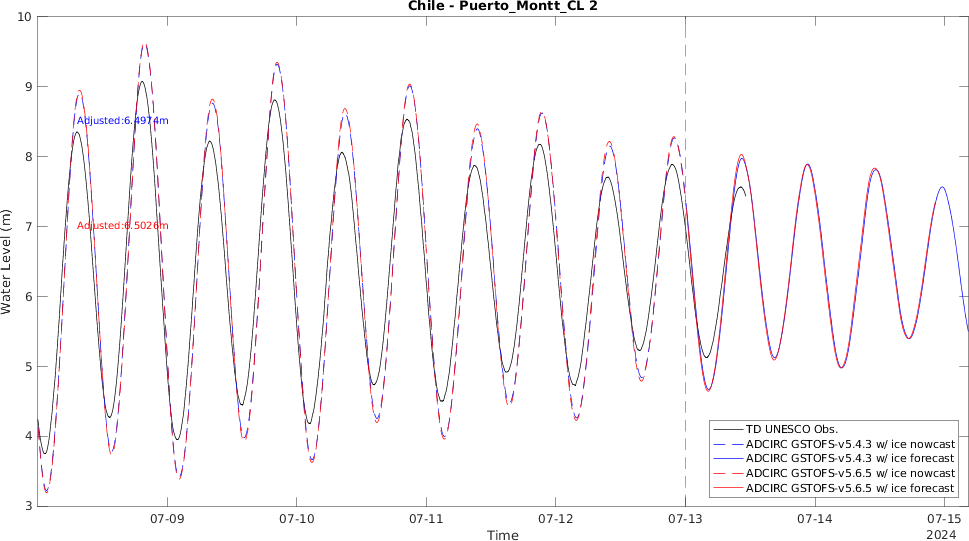 Chile - Puerto_Montt_CL 2
10
9
8
7
6
5
4
3
Water Level (m)
Adjusted:6.4974m
Adjusted:6.5026m
TD UNESCO Obs.
ADCIRC GSTOFS-v5.4.3 w/ ice nowcast
ADCIRC GSTOFS-v5.4.3 w/ ice forecast
ADCIRC GSTOFS-v5.6.5 w/ ice nowcast
ADCIRC GSTOFS-v5.6.5 w/ ice forecast
07-09 07-10 07-11 07-12 07-13 07-14 07-15
2024
Time